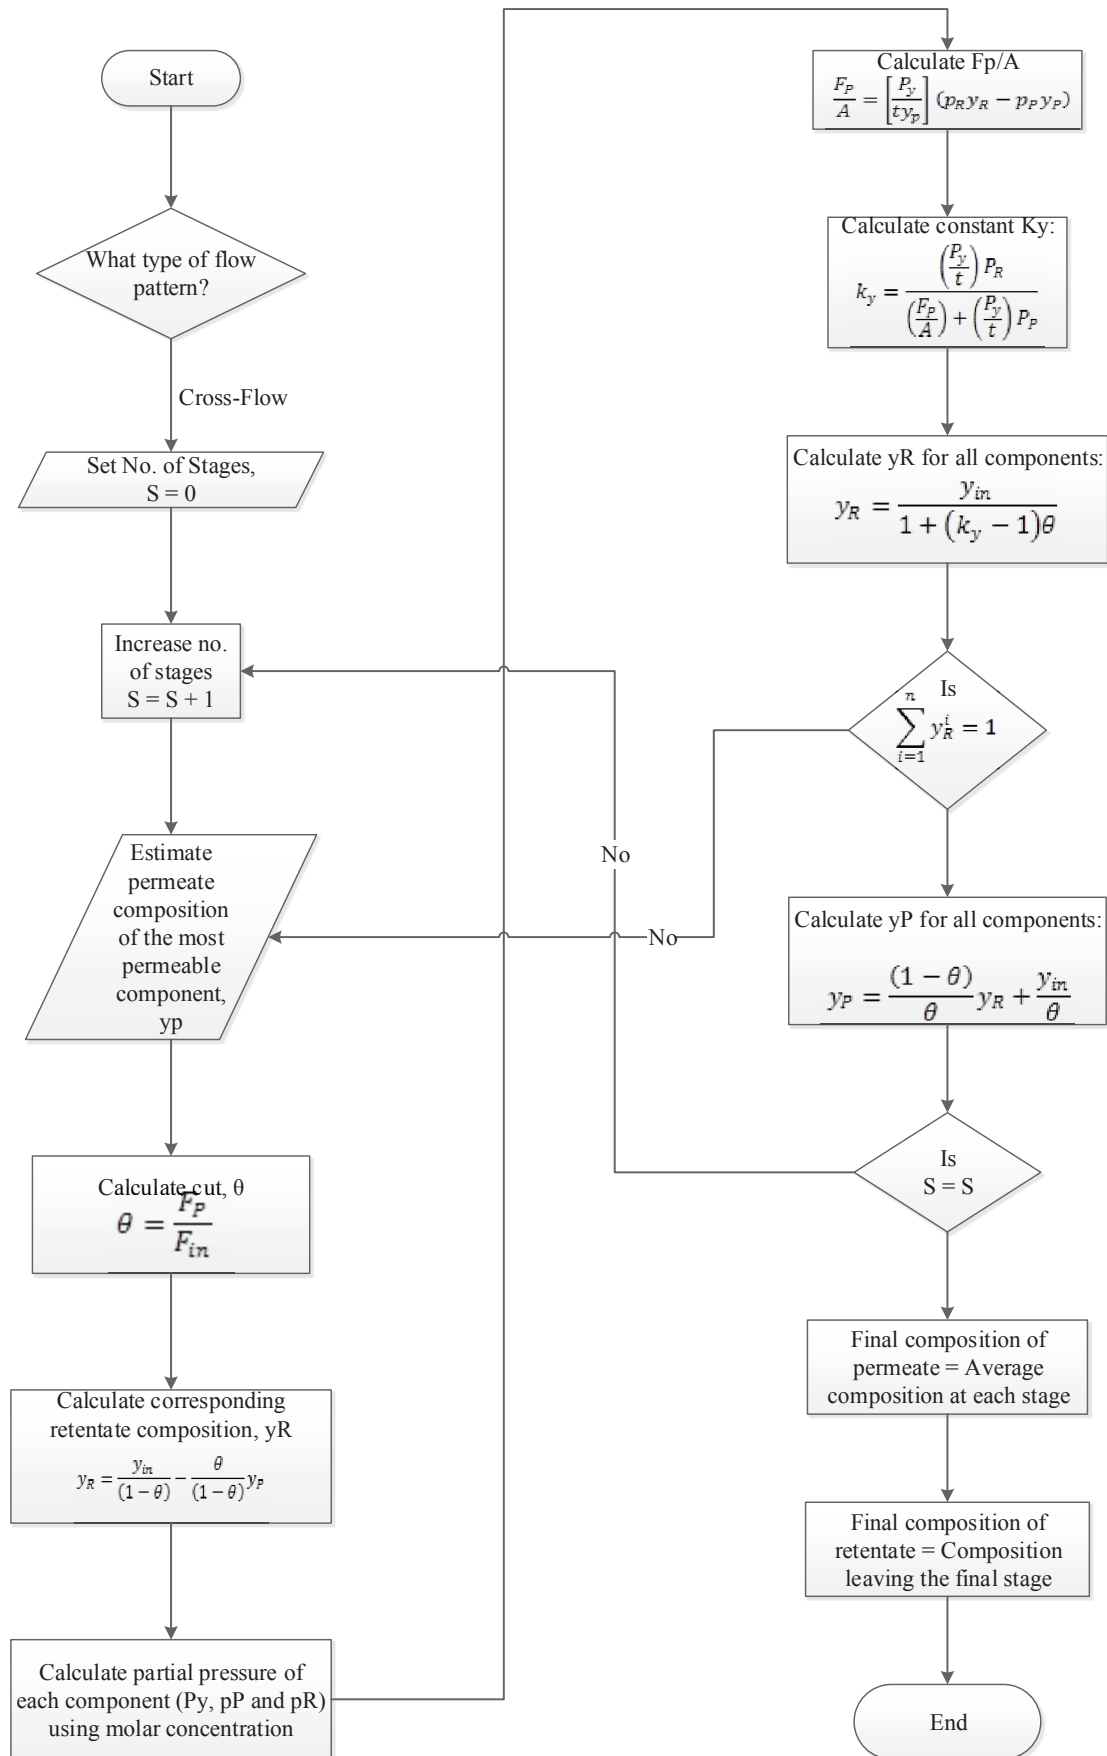 Start
What type of flow
pattern?
Cross-Flow
Set No. of Stages,
S = 0
Increase no.
of stages
S = S + 1
Estimate
permeate
composition
of the most
permeable
component,
yp
Calculate cut, θ
θ = F_P / F_in
Calculate corresponding
retentate composition, yR
y_R = y_in / (1 − θ) − θ / (1 − θ) y_P
Calculate partial pressure of
each component (Py, pP and pR)
using molar concentration
Calculate Fp/A
F_P / A = [P_y / t y_p] (p_R y_R − p_P y_P)
Calculate constant Ky:
k_y = (P_y / t) P_R / ((F_P / A) + (P_y / t) P_P)
Calculate yR for all components:
y_R = y_in / (1 + (k_y − 1)θ)
Is
∑_{i=1}^{n} y_R^i = 1
No
Calculate yP for all components:
y_P = (1 − θ) / θ y_R + y_in / θ
Is
S = S
No
Final composition of
permeate = Average
composition at each stage
Final composition of
retentate = Composition
leaving the final stage
End